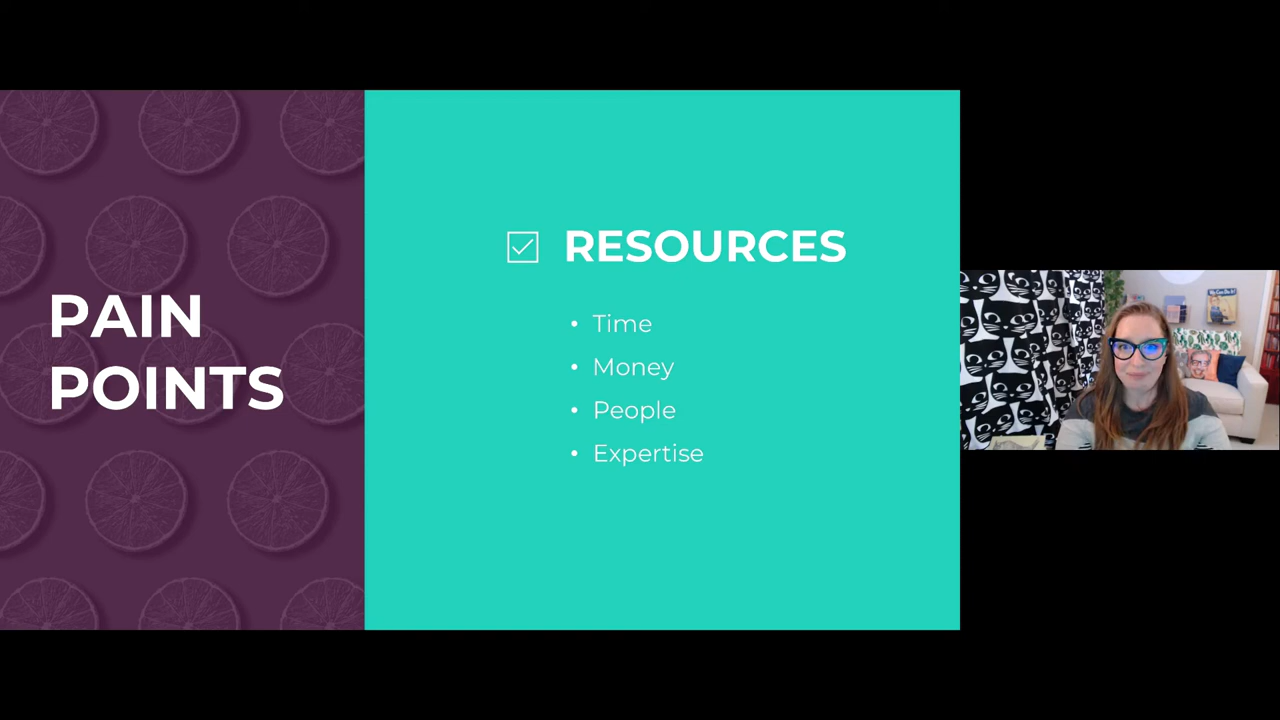 PAIN
POINTS
RESOURCES
• Time
• Money
• People
• Expertise